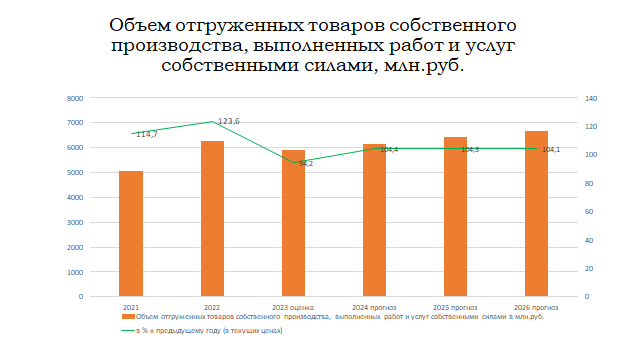 Объем отгруженных товаров собственного
производства, выполненных работ и услуг
собственными силами, млн.руб.
8000
7000
6000
5000
4000
3000
2000
1000
0
140
120
100
80
60
40
20
0
114,7
123,6
94,2
104,4
104,3
104,1
2021
2022
2023 оценка
2024 прогноз
2025 прогноз
2026 прогноз
Объем отгруженных товаров собственного производства, выполненных работ и услуг собственными силами в млн.руб.
в % к предыдущему году (в текущих ценах)